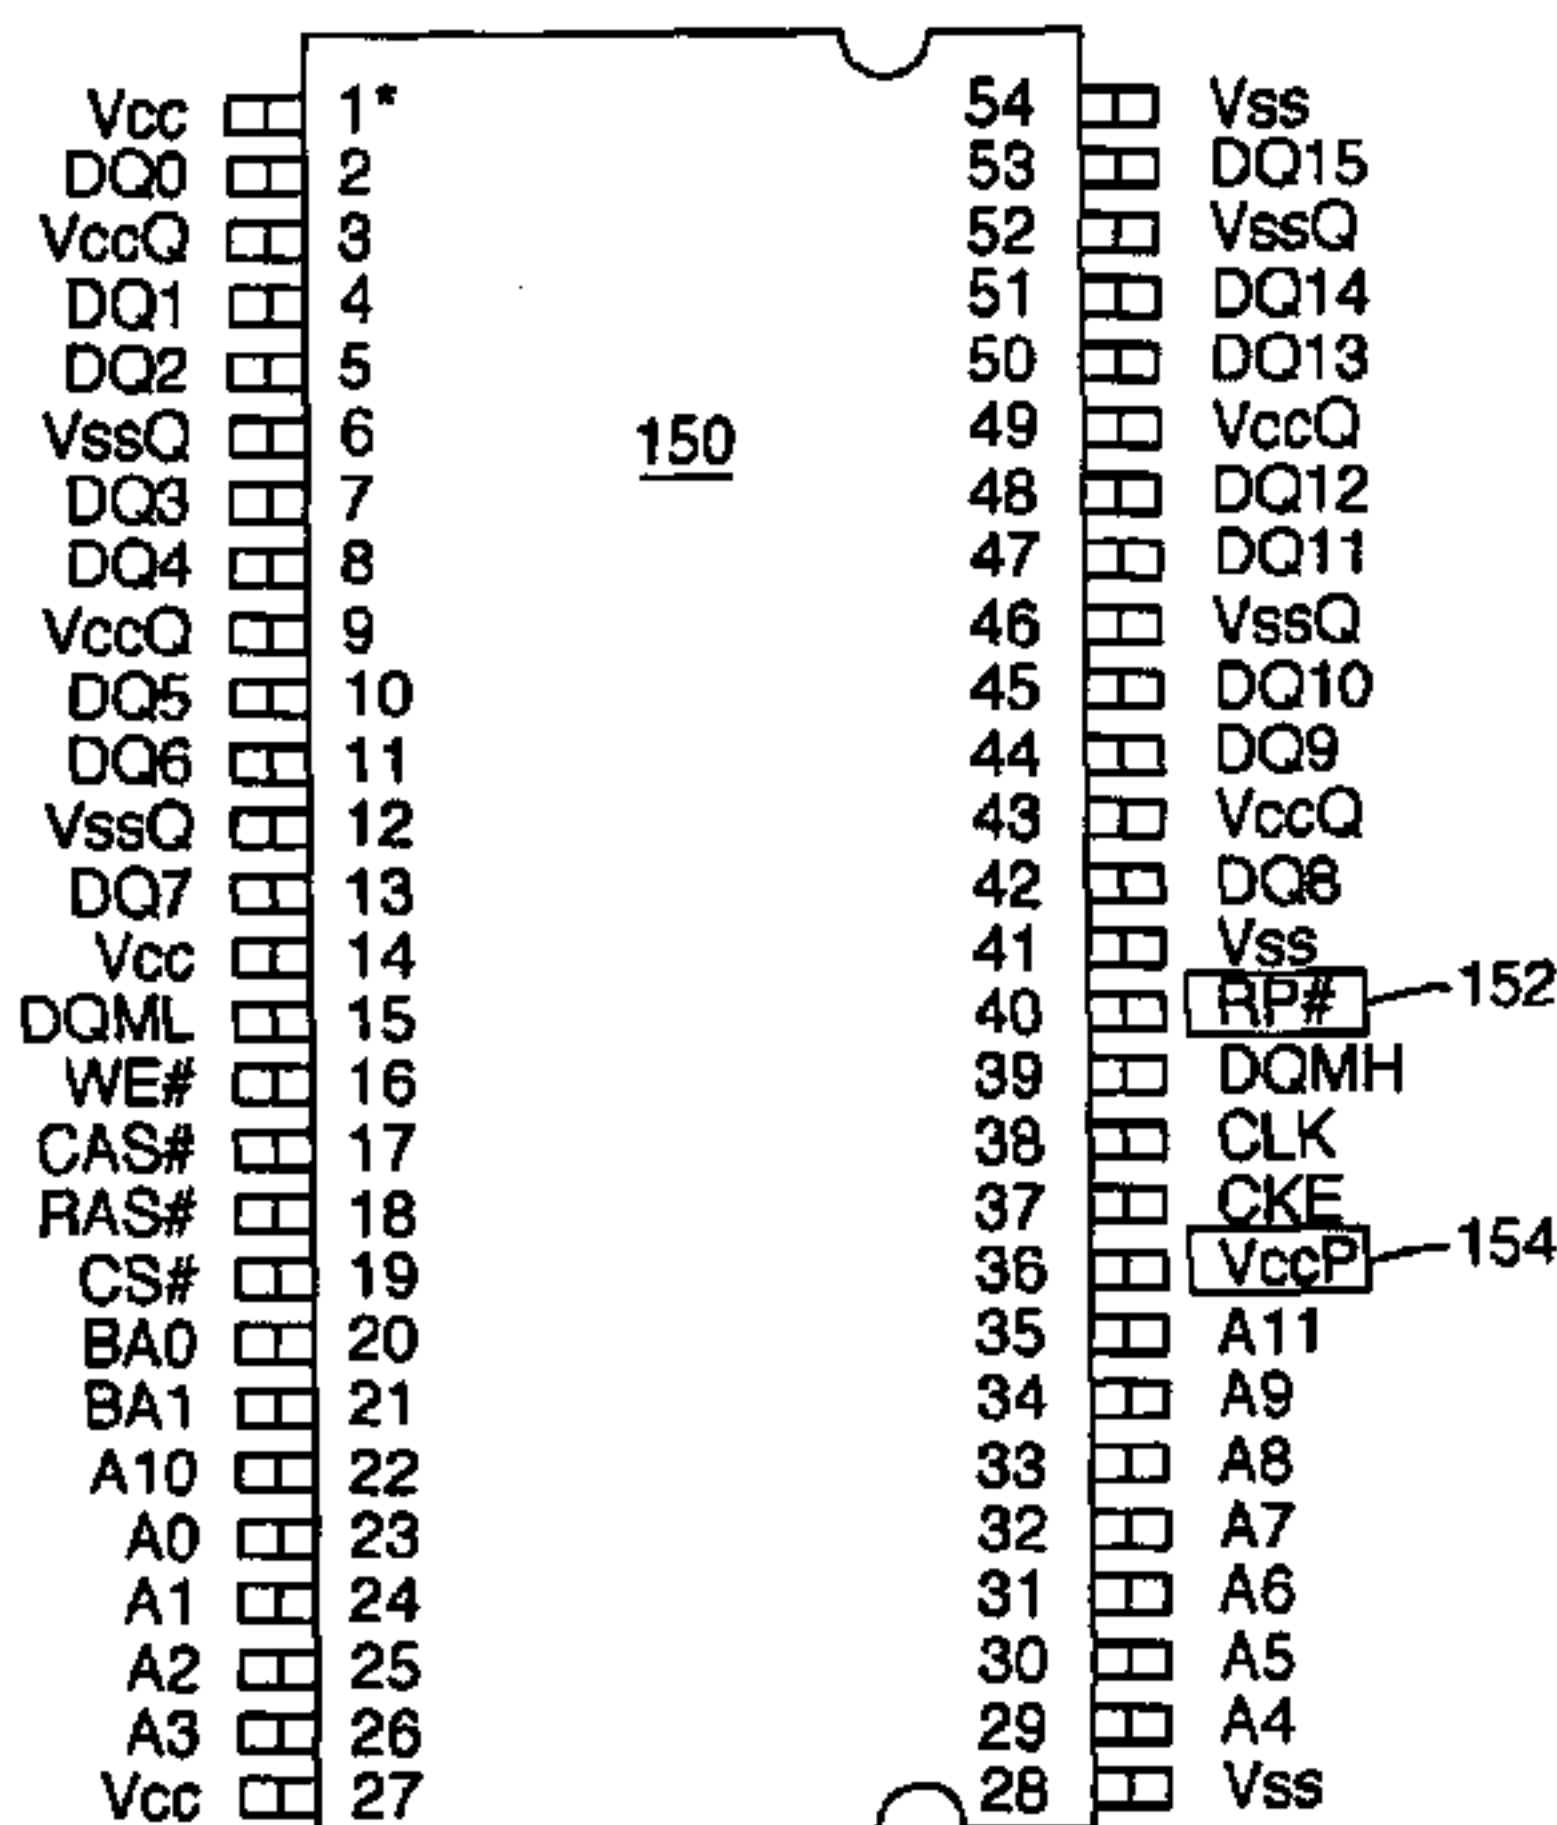 Vcc 1* 54 Vss
DQ0 2 53 DQ15
VccQ 3 52 VssQ
DQ1 4 51 DQ14
DQ2 5 50 DQ13
VssQ 6 150 49 VccQ
DQ3 7 48 DQ12
DQ4 8 47 DQ11
VccQ 9 46 VssQ
DQ5 10 45 DQ10
DQ6 11 44 DQ9
VssQ 12 43 VccQ
DQ7 13 42 DQ8
Vcc 14 41 Vss
DQML 15 40 RP# 152
WE# 16 39 DQMH
CAS# 17 38 CLK
RAS# 18 37 CKE
CS# 19 36 VccP 154
BA0 20 35 A11
BA1 21 34 A9
A10 22 33 A8
A0 23 32 A7
A1 24 31 A6
A2 25 30 A5
A3 26 29 A4
Vcc 27 28 Vss